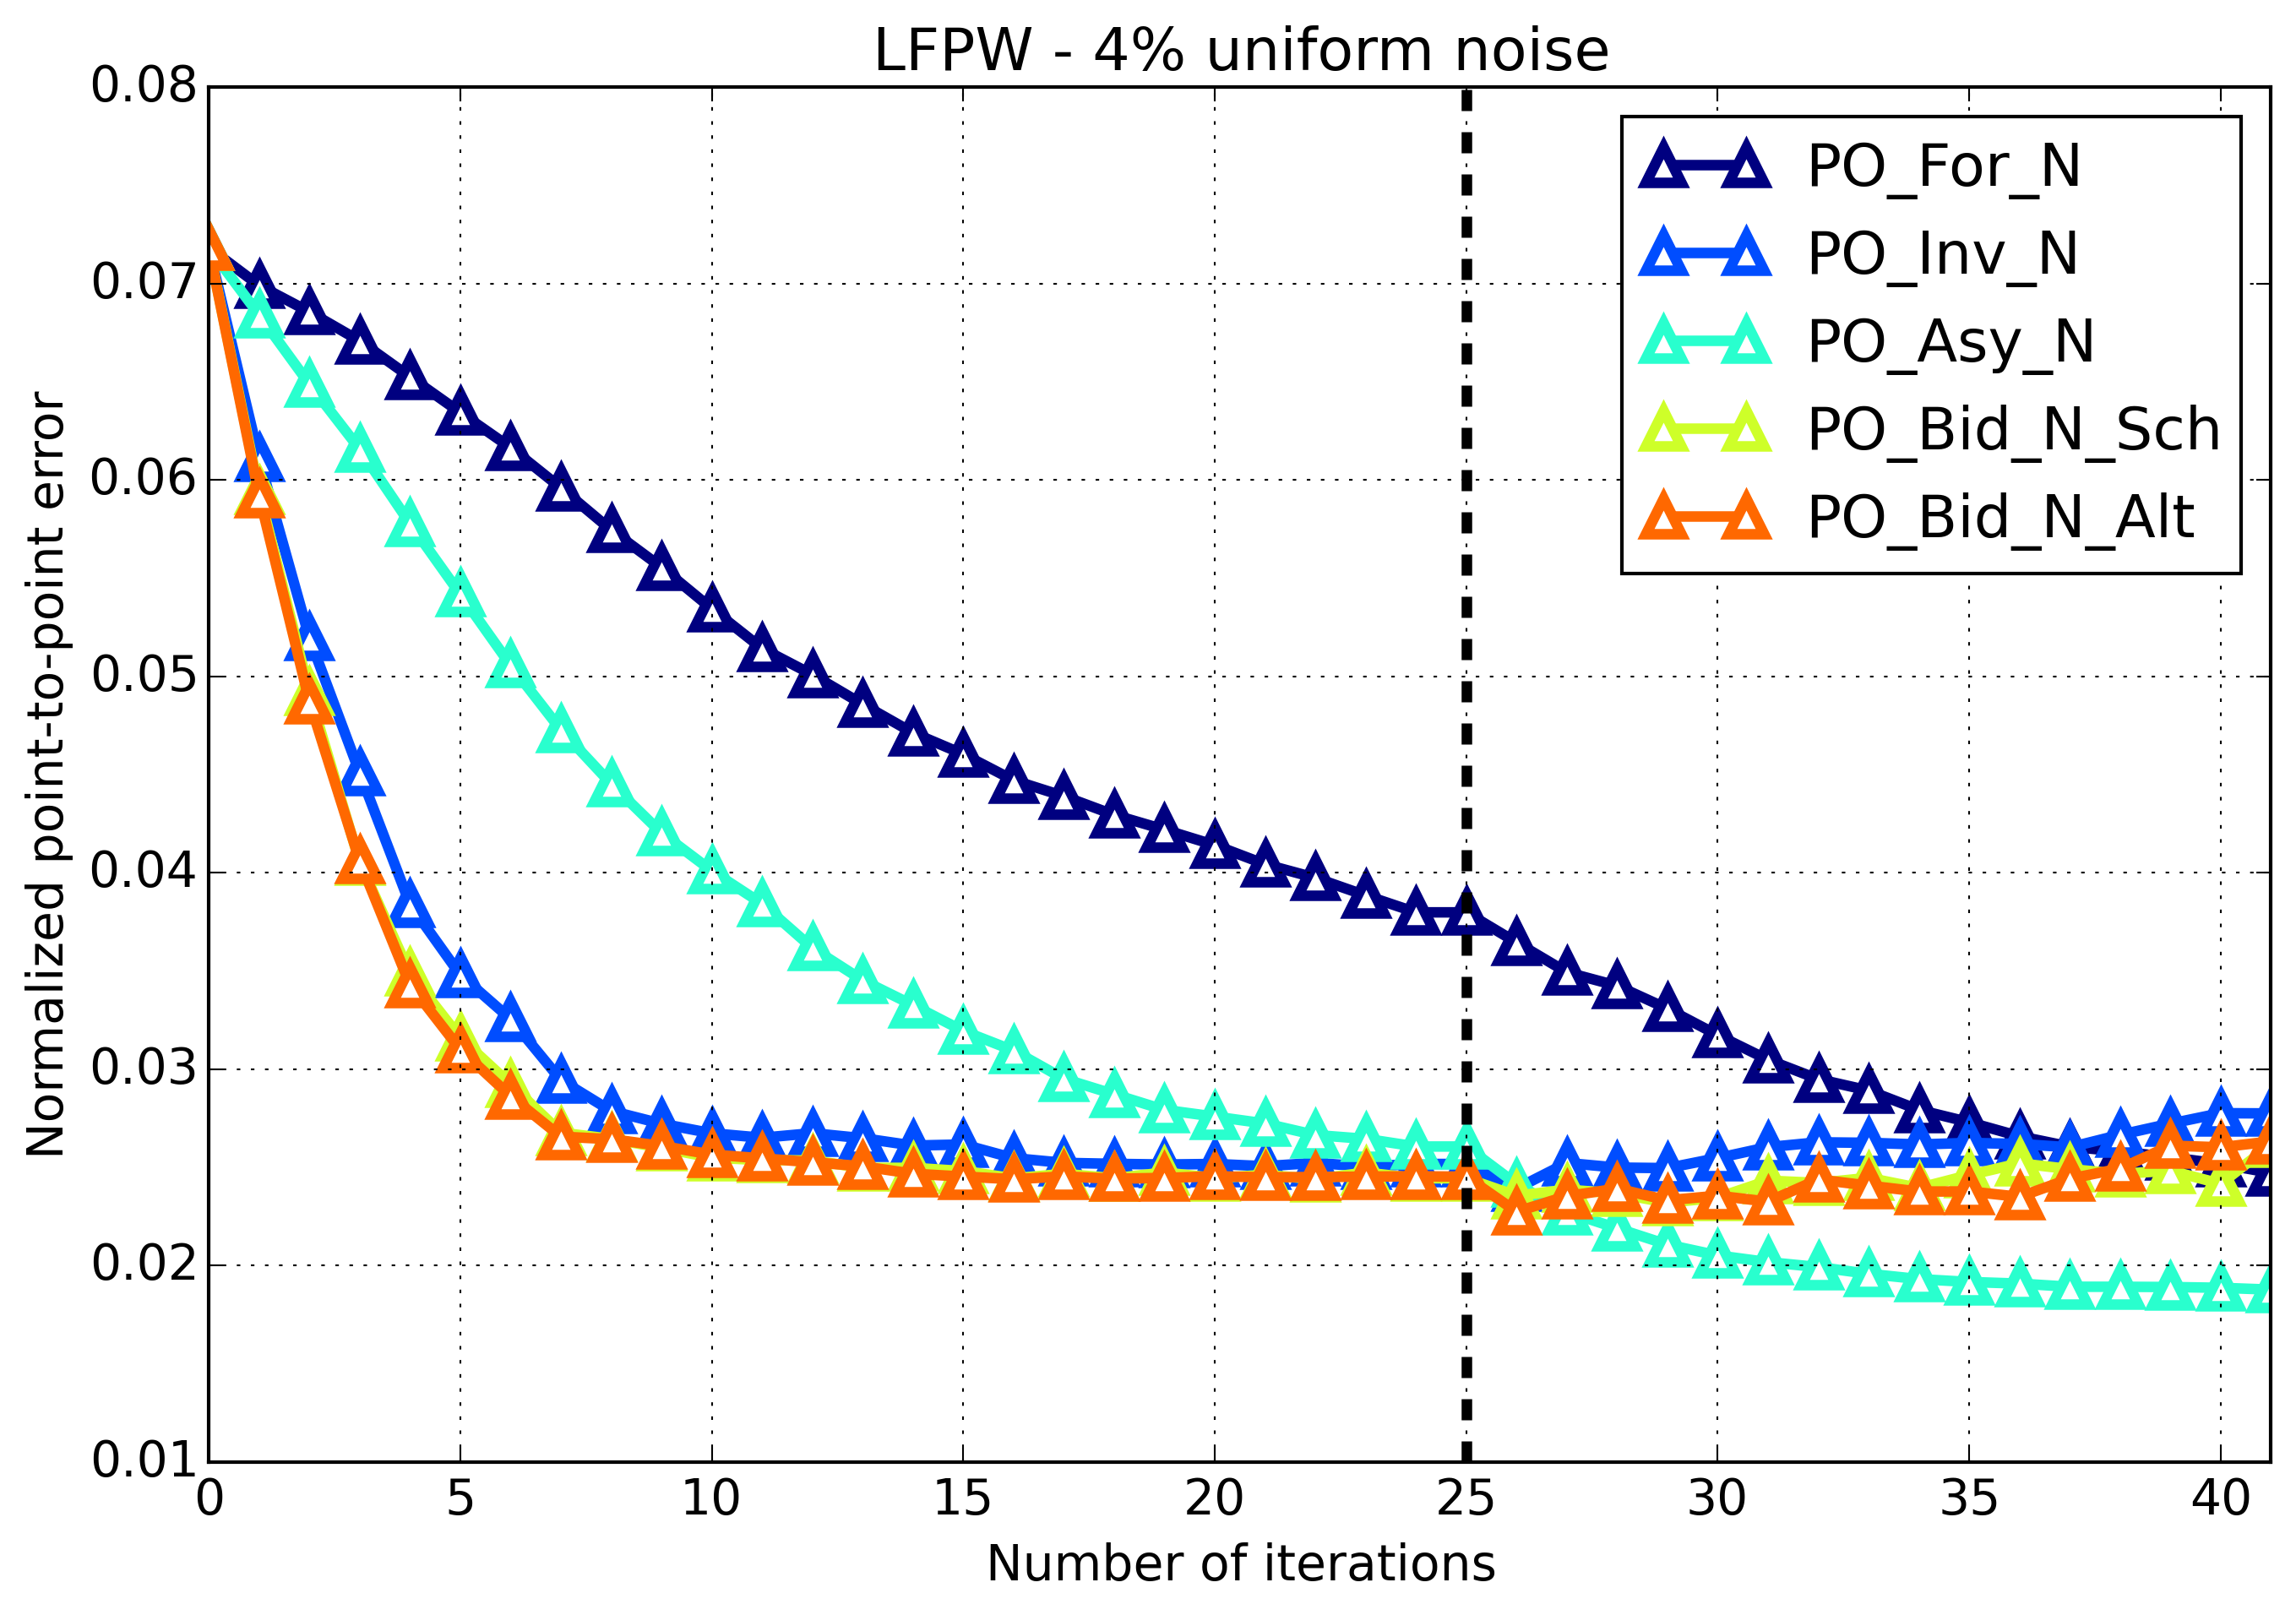 LFPW - 4% uniform noise
0.08
0.07
0.06
0.05
0.04
0.03
0.02
0.01
Normalized point-to-point error
PO_For_N
PO_Inv_N
PO_Asy_N
PO_Bid_N_Sch
PO_Bid_N_Alt
0 5 10 15 20 25 30 35 40
Number of iterations